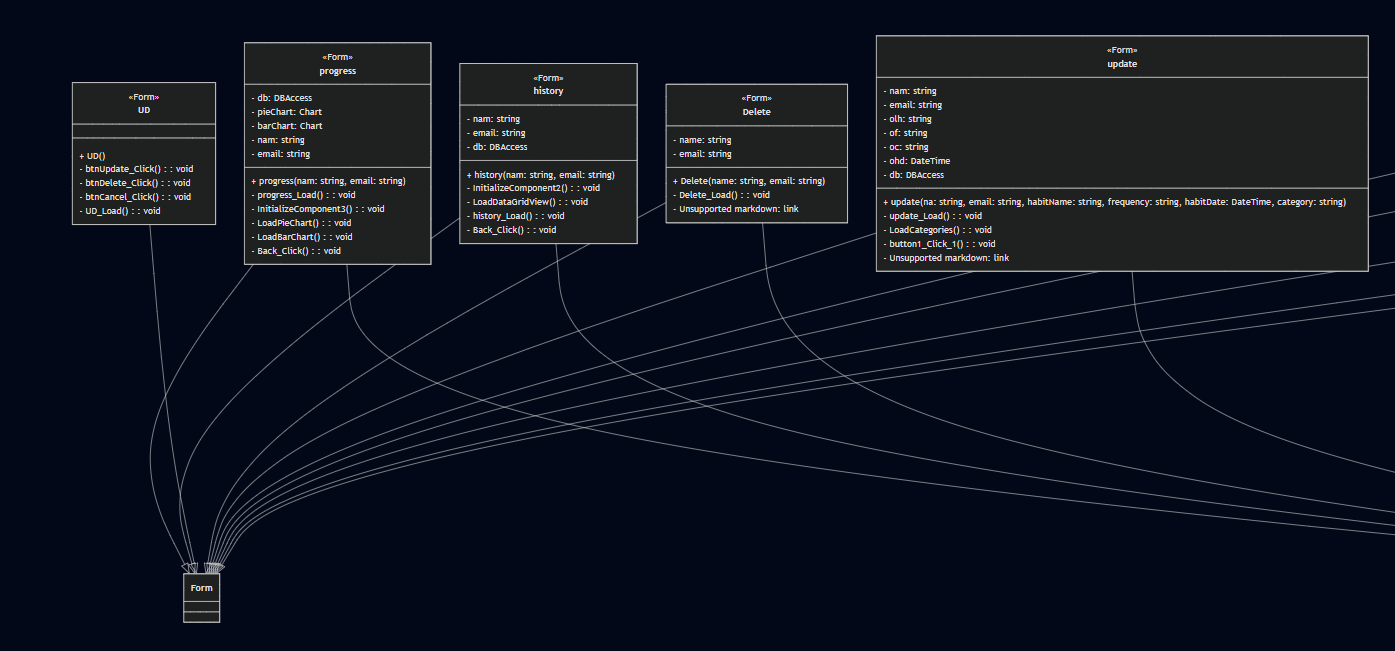 «Form»
UD
+ UD()
- btnUpdate_Click() : : void
- btnDelete_Click() : : void
- btnCancel_Click() : : void
- UD_Load() : : void
«Form»
progress
- db: DBAccess
- pieChart: Chart
- barChart: Chart
- nam: string
- email: string
+ progress(nam: string, email: string)
- progress_Load() : : void
- InitializeComponent3() : : void
- LoadPieChart() : : void
- LoadBarChart() : : void
- Back_Click() : : void
«Form»
history
- nam: string
- email: string
- db: DBAccess
+ history(nam: string, email: string)
- InitializeComponent2() : : void
- LoadDataGridView() : : void
- history_Load() : : void
- Back_Click() : : void
«Form»
Delete
- name: string
- email: string
+ Delete(name: string, email: string)
- Delete_Load() : : void
- Unsupported markdown: link
«Form»
update
- nam: string
- email: string
- olh: string
- of: string
- oc: string
- ohd: DateTime
- db: DBAccess
+ update(na: string, email: string, habitName: string, frequency: string, habitDate: DateTime, category: string)
- update_Load() : : void
- LoadCategories() : : void
- button1_Click_1() : : void
- Unsupported markdown: link
Form